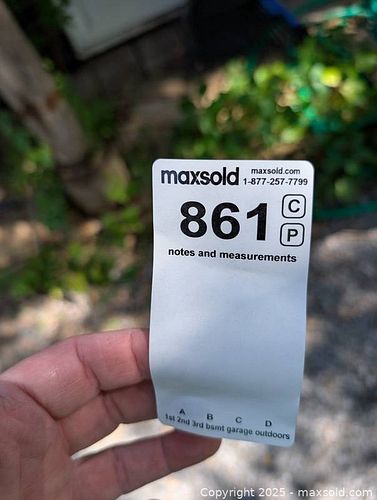 maxsold maxsold.com
1-877-257-7799
861 C
P
notes and measurements
A B C D
1st 2nd 3rd bsmt garage outdoors
Copyright 2025 - maxsold.com